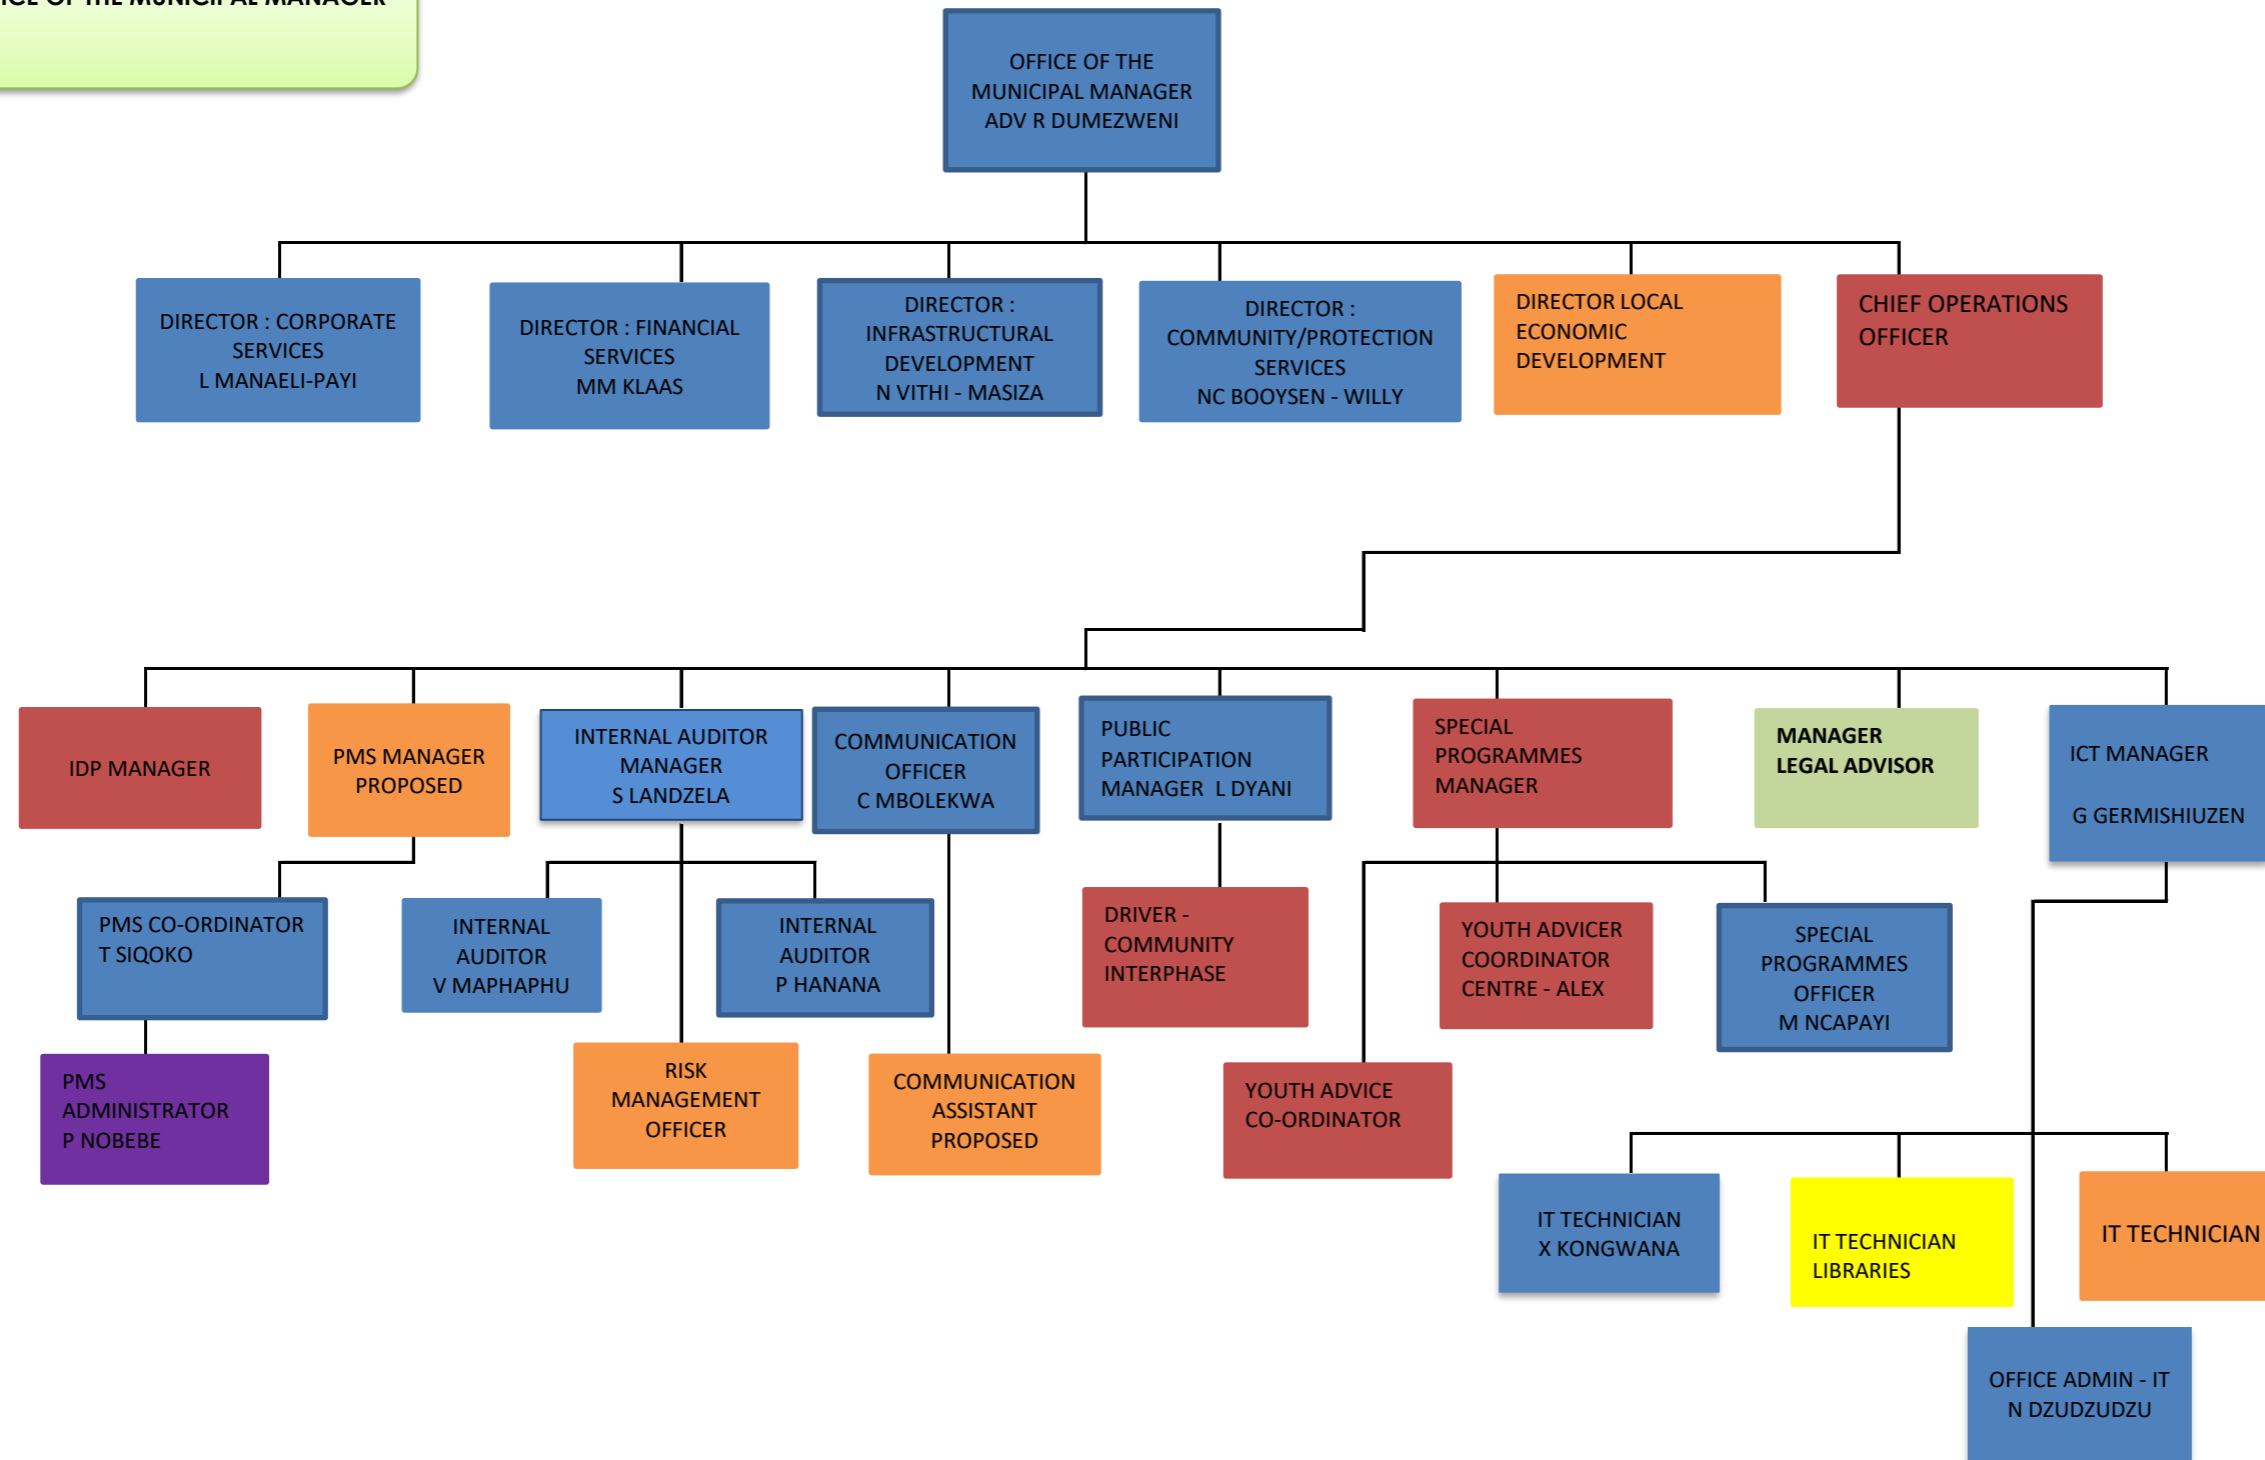 OF THE MUNICIPAL MANAGER
OFFICE OF THE
MUNICIPAL MANAGER
ADV R DUMEZWENI
DIRECTOR : CORPORATE
SERVICES
L MANAELI-PAYI
DIRECTOR : FINANCIAL
SERVICES
MM KLAAS
DIRECTOR :
INFRASTRUCTURAL
DEVELOPMENT
N VITHI - MASIZA
DIRECTOR :
COMMUNITY/PROTECTION
SERVICES
NC BOOYSEN - WILLY
DIRECTOR LOCAL
ECONOMIC
DEVELOPMENT
CHIEF OPERATIONS
OFFICER
IDP MANAGER
PMS MANAGER
PROPOSED
INTERNAL AUDITOR
MANAGER
S LANDZELA
COMMUNICATION
OFFICER
C MBOLEKWA
PUBLIC
PARTICIPATION
MANAGER L DYANI
SPECIAL
PROGRAMMES
MANAGER
MANAGER
LEGAL ADVISOR
ICT MANAGER
G GERMISHIUZEN
PMS CO-ORDINATOR
T SIQOKO
INTERNAL
AUDITOR
V MAPHAPHU
INTERNAL
AUDITOR
P HANANA
DRIVER -
COMMUNITY
INTERPHASE
YOUTH ADVICER
COORDINATOR
CENTRE - ALEX
SPECIAL
PROGRAMMES
OFFICER
M NCAPAYI
PMS
ADMINISTRATOR
P NOBEBE
RISK
MANAGEMENT
OFFICER
COMMUNICATION
ASSISTANT
PROPOSED
YOUTH ADVICE
CO-ORDINATOR
IT TECHNICIAN
X KONGWANA
IT TECHNICIAN
LIBRARIES
IT TECHNICIAN
OFFICE ADMIN - IT
N DZUDZUDZU